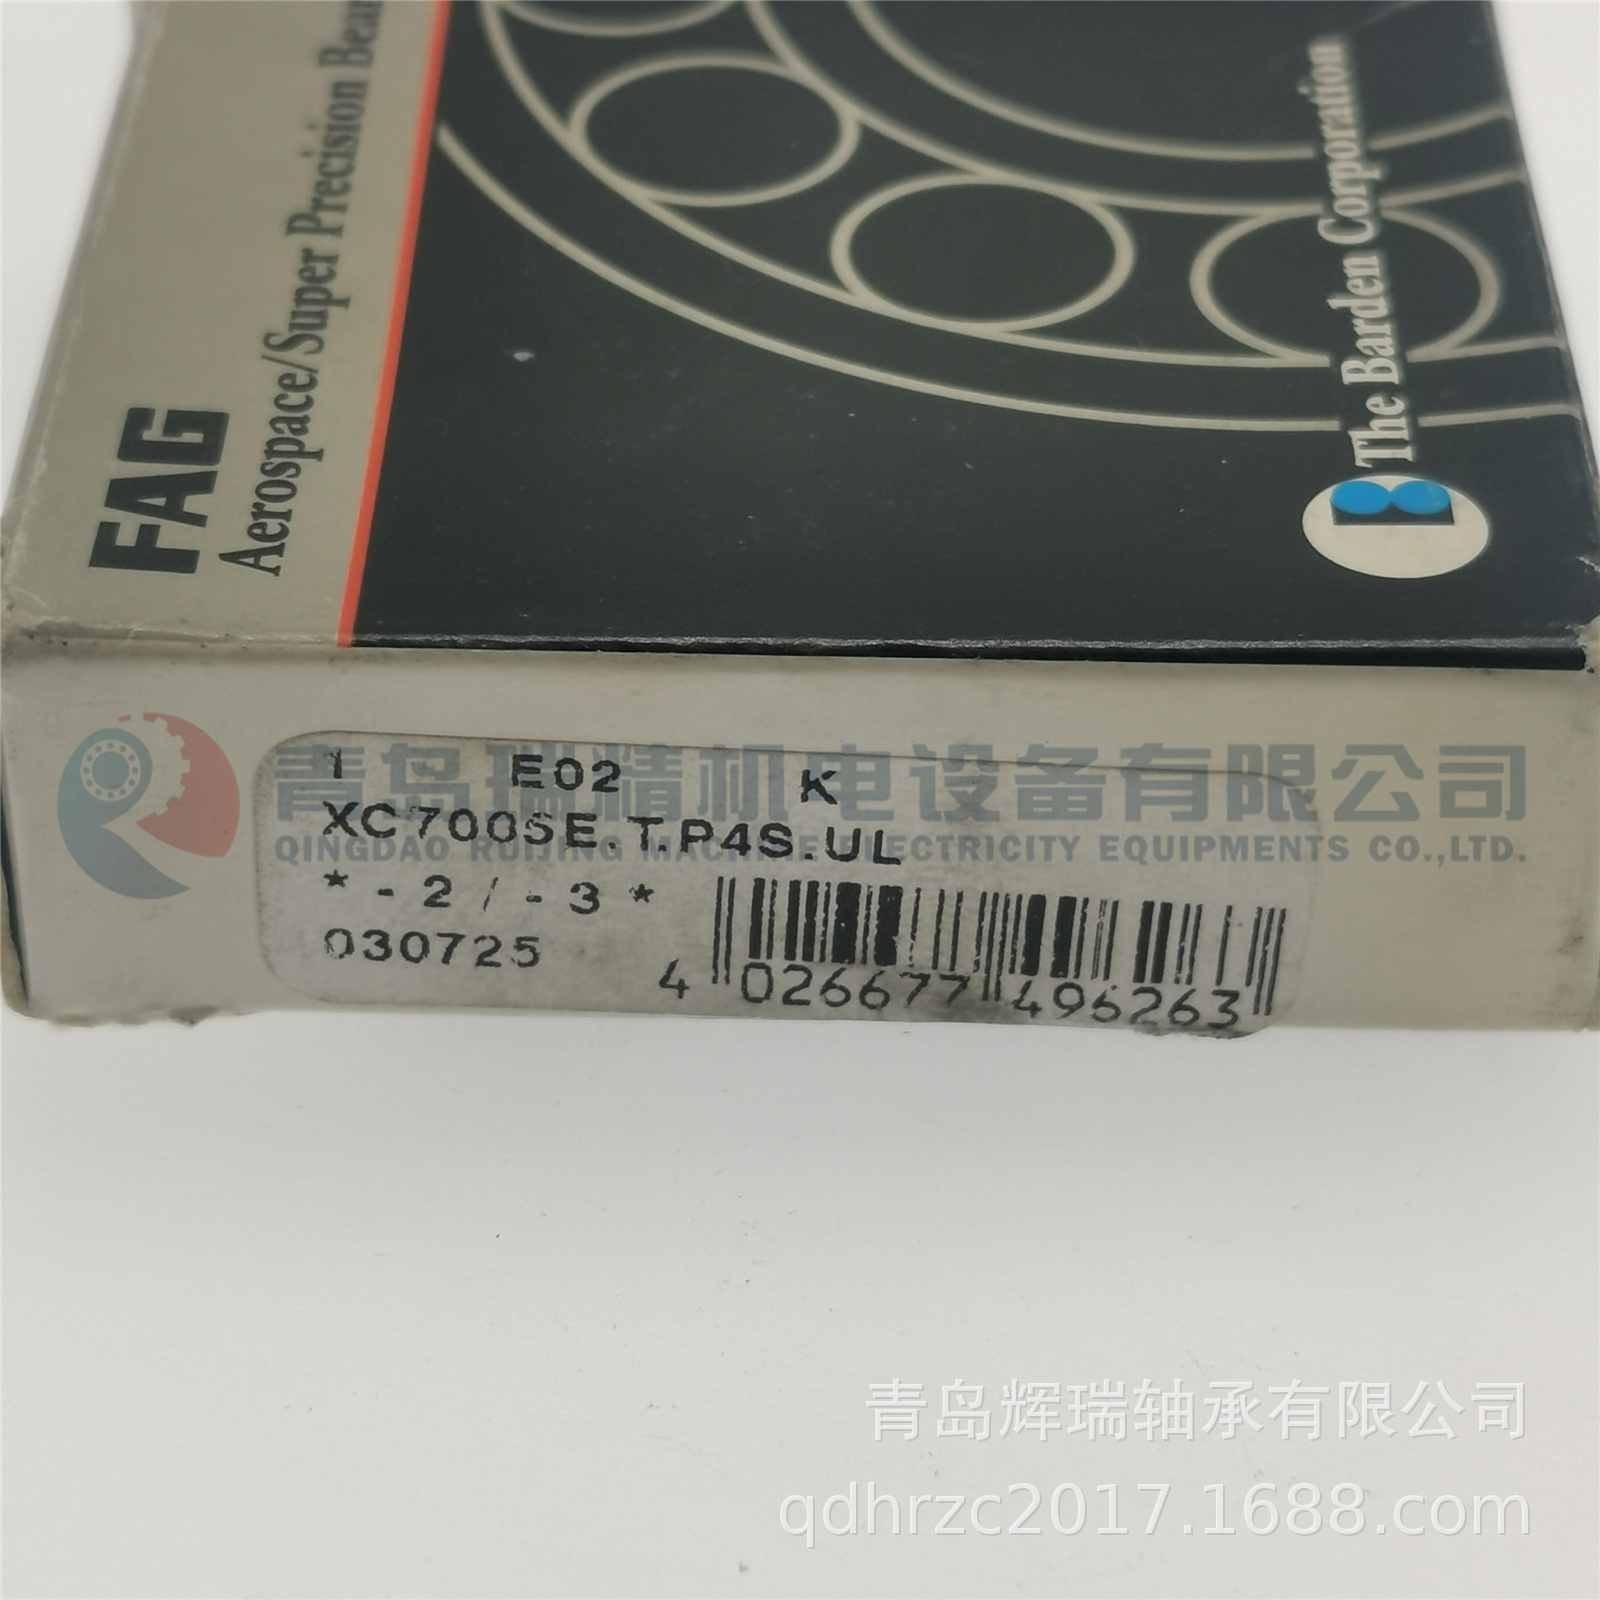 FAG
Aerospace/Super Precision Bear
The Barden Corporation
1 E02 K
XC7005E.T.P4S.UL
* - 2 / - 3 *
030725
4 026677 496263
青岛瑞精机电设备有限公司
QINGDAO RUIJING MACHINE ELECTRICITY EQUIPMENTS CO.,LTD.
青岛辉瑞轴承有限公司
qdhrzc2017.1688.com